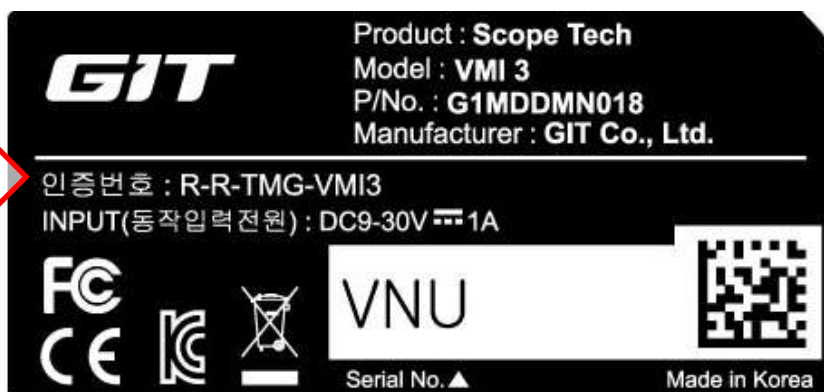 GIT
Product : Scope Tech
Model : VMI 3
P/No. : G1MDDMN018
Manufacturer : GIT Co., Ltd.
인증번호 : R-R-TMG-VMI3
INPUT(동작입력전원) : DC9-30V ⎓ 1A
FC
CE
VNU
Serial No.▲
Made in Korea